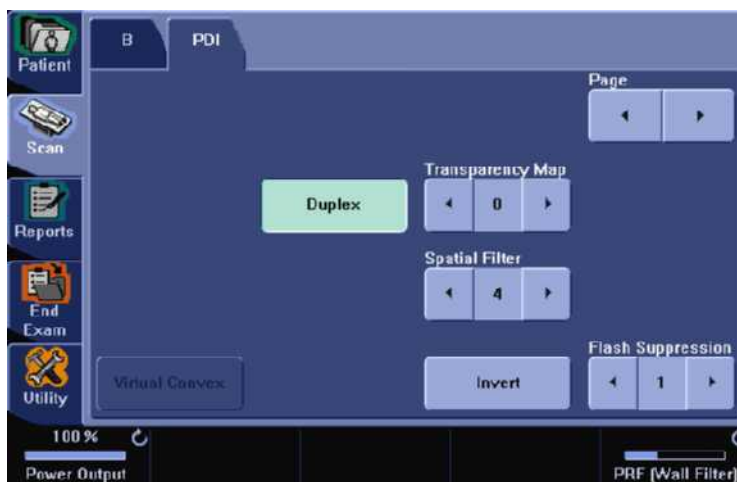 Patient
Scan
Reports
End
Exam
Utility
B
PDI
Page
Transparency Map
Duplex
0
Spatial Filter
4
Flash Suppression
Virtual Convex
Invert
1
100 %
Power Output
PRF (Wall Filter)